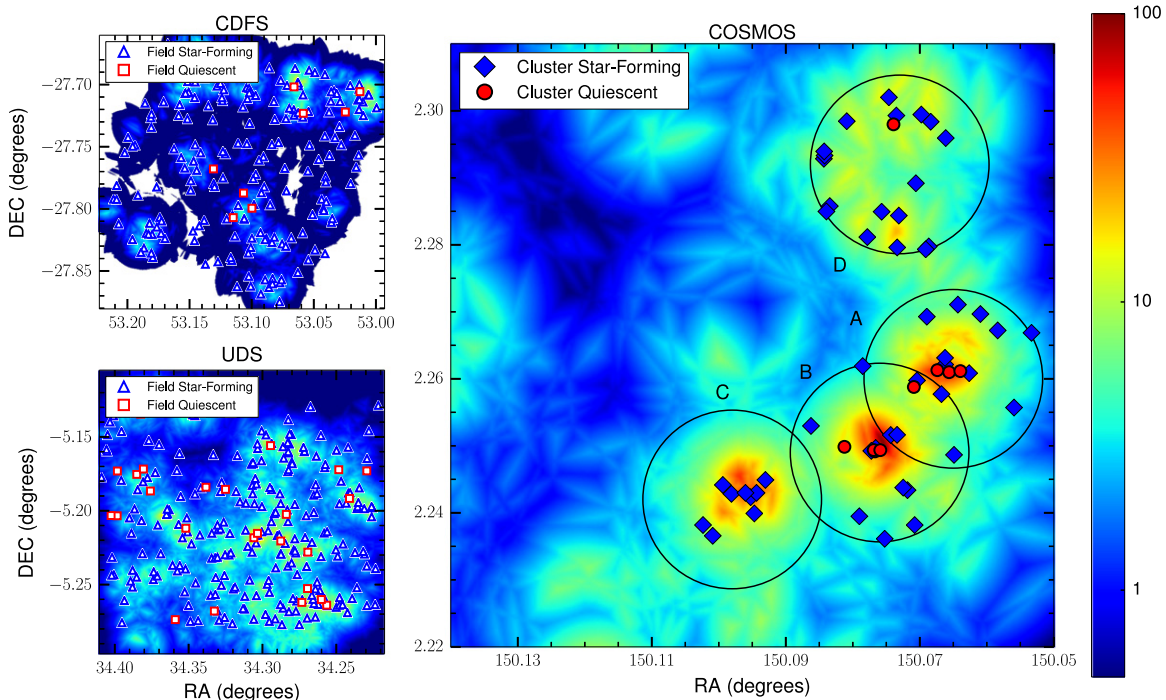 CDFS
Field Star-Forming
Field Quiescent
DEC (degrees)
−27.70
−27.75
−27.80
−27.85
53.20 53.15 53.10 53.05 53.00
UDS
Field Star-Forming
Field Quiescent
DEC (degrees)
−5.15
−5.20
−5.25
34.40 34.35 34.30 34.25
RA (degrees)
COSMOS
Cluster Star-Forming
Cluster Quiescent
2.30
2.28
2.26
2.24
2.22
D
A
B
C
150.13 150.11 150.09 150.07 150.05
RA (degrees)
100
10
1